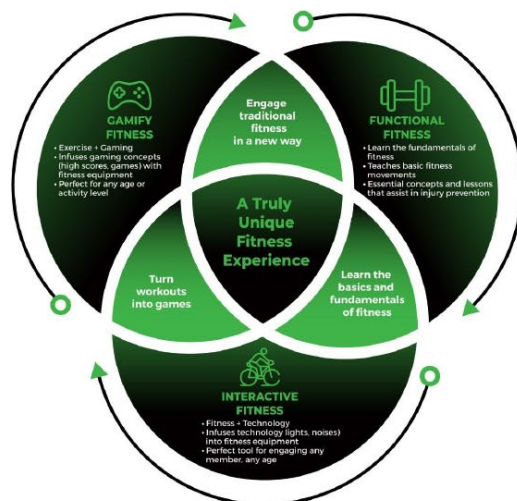 GAMIFY
FITNESS
• Exercise + Gaming
• Infuses gaming concepts
(high scores, games) with
fitness equipment
• Perfect for any age or
activity level
Engage
traditional
fitness
in a new way
FUNCTIONAL
FITNESS
• Learn the fundamentals of
fitness
• Teaches basic fitness
movements
• Essential concepts and lessons
that assist in injury prevention
A Truly
Unique
Fitness
Experience
Turn
workouts
into games
Learn the
basics and
fundamentals
of fitness
INTERACTIVE
FITNESS
• Fitness + Technology
• Infuses technology lights, noises)
into fitness equipment
• Perfect tool for engaging any
member, any age